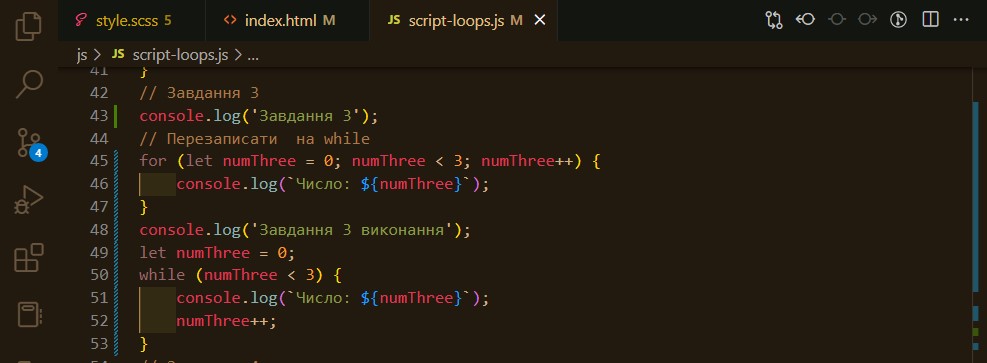 style.scss 5 index.html M JS script-loops.js M
js > JS script-loops.js > ...
41 }
42 // Завдання 3
43 console.log('Завдання 3');
44 // Перезаписати  на while
45 for (let numThree = 0; numThree < 3; numThree++) {
46 console.log(`Число: ${numThree}`);
47 }
48 console.log('Завдання 3 виконання');
49 let numThree = 0;
50 while (numThree < 3) {
51 console.log(`Число: ${numThree}`);
52 numThree++;
53 }
4